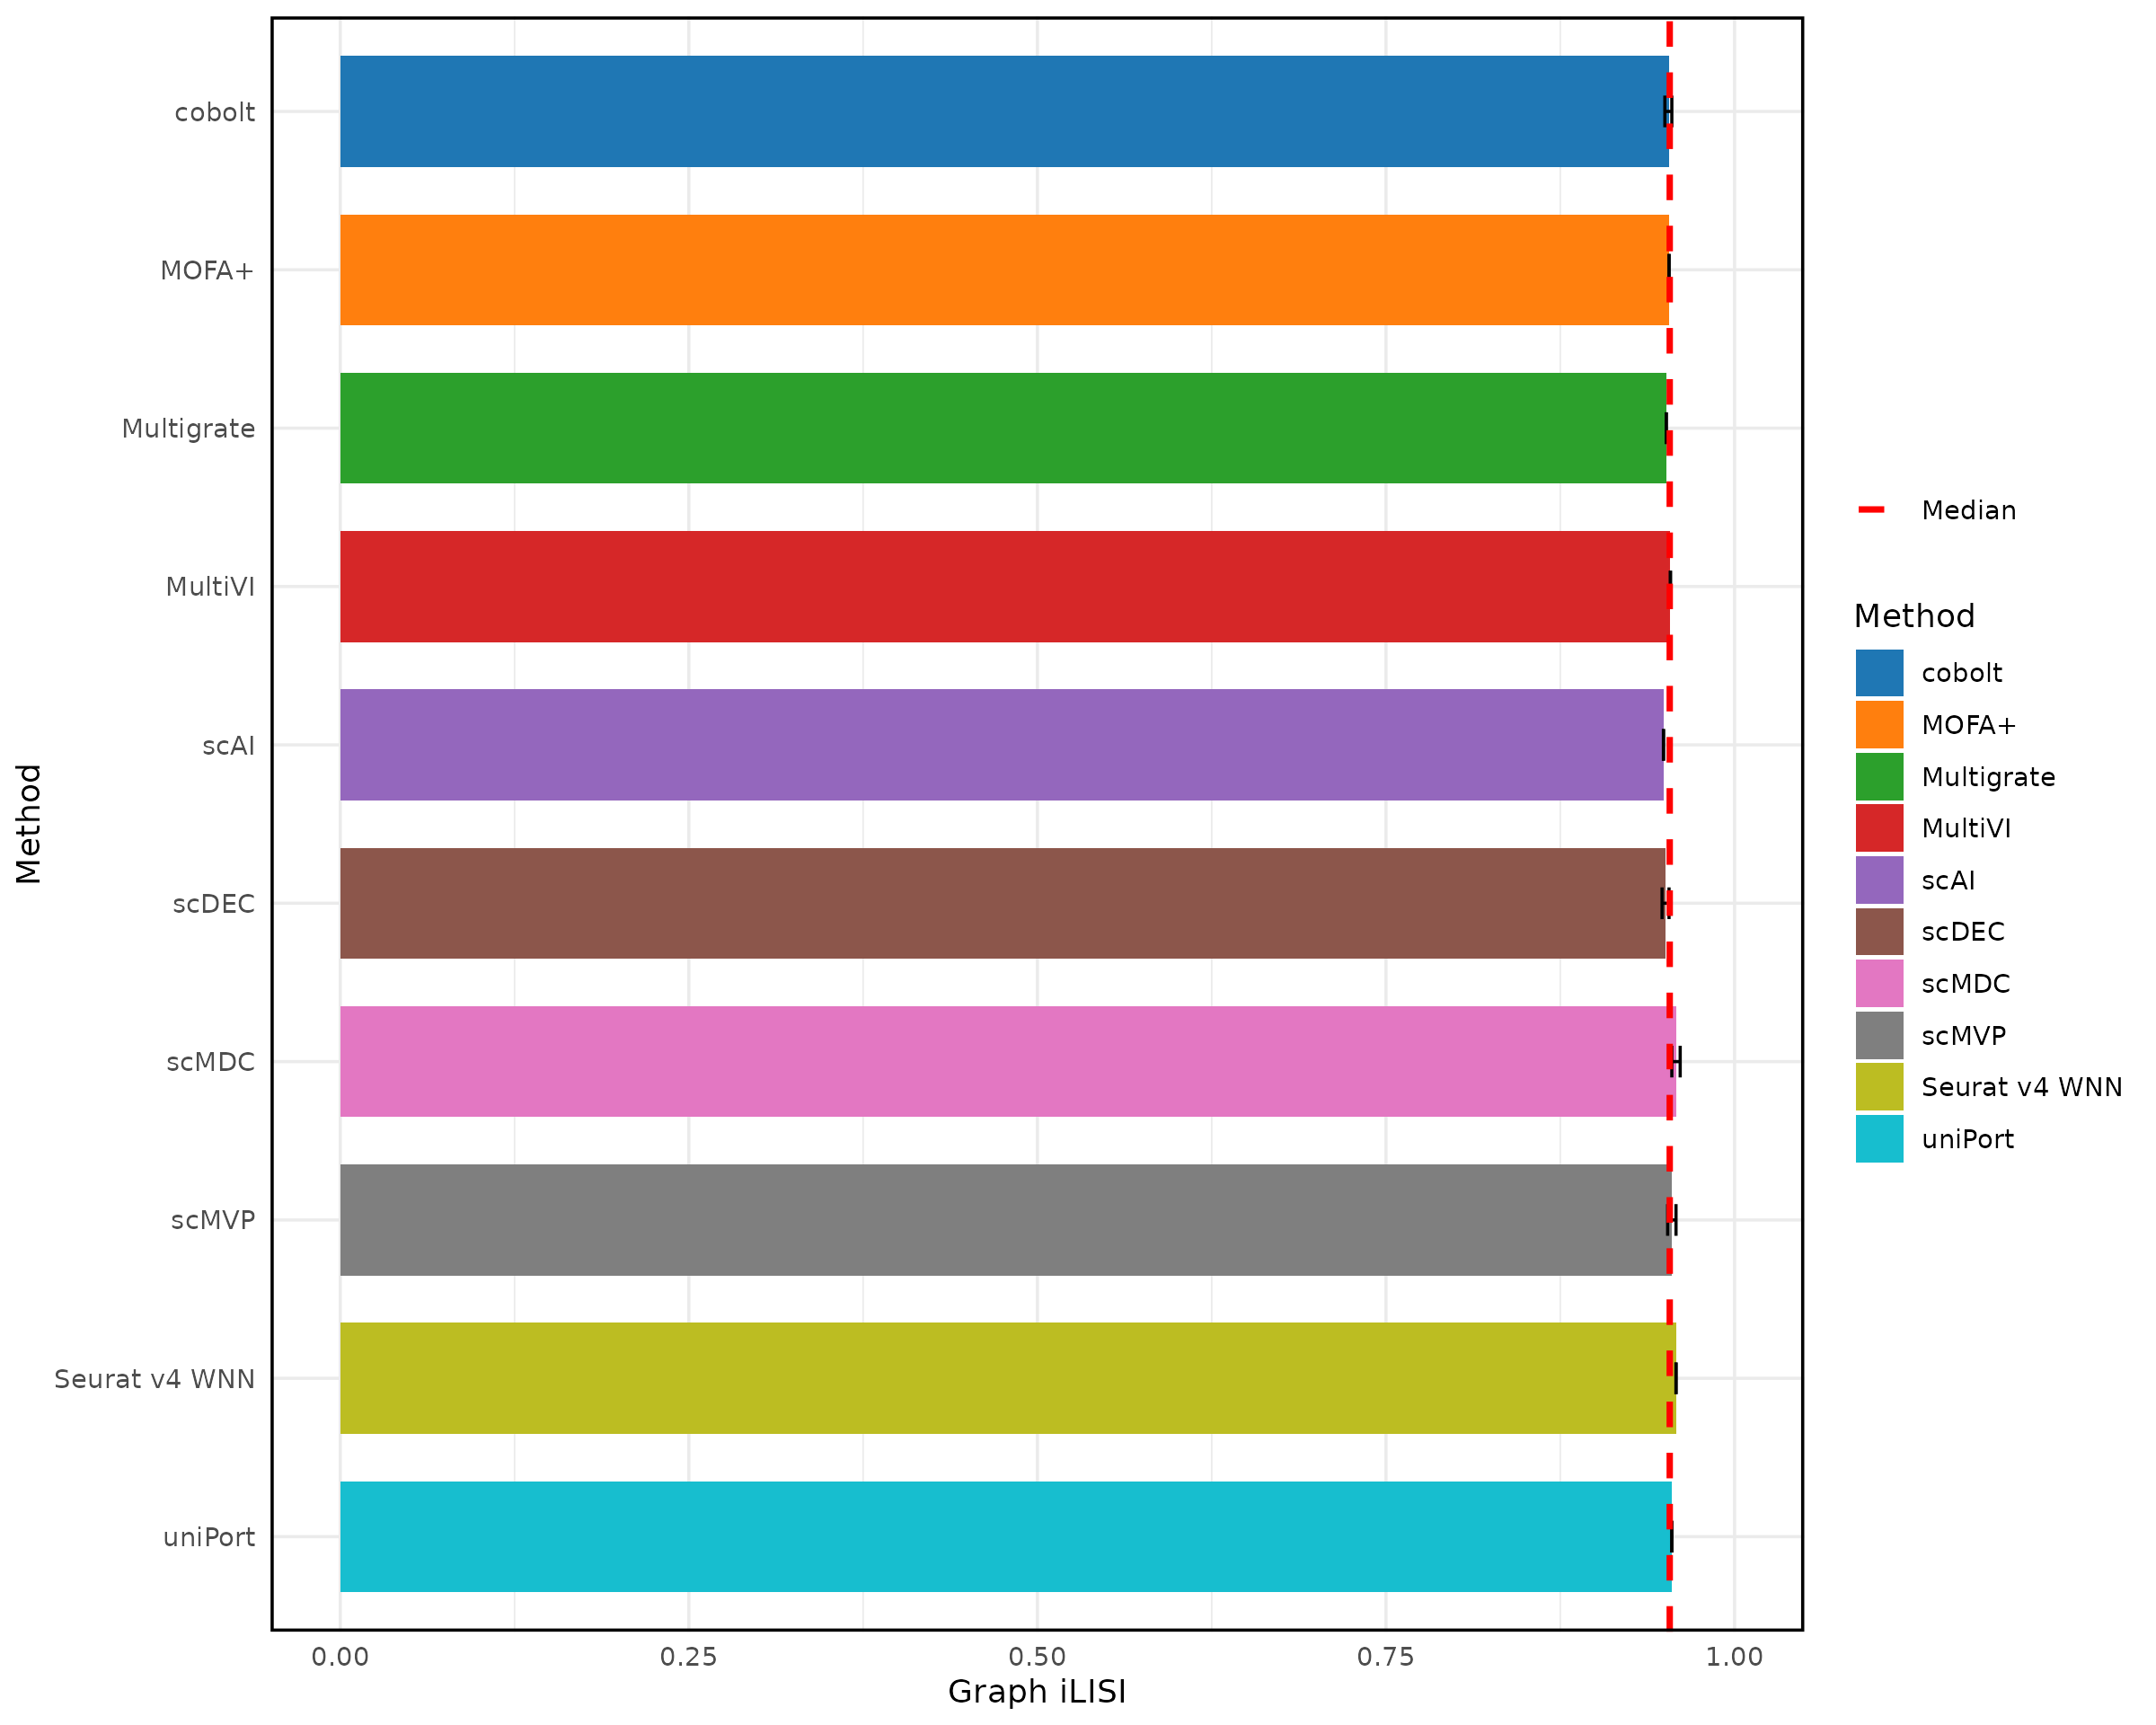 Method
cobolt
MOFA+
Multigrate
MultiVI
scAI
scDEC
scMDC
scMVP
Seurat v4 WNN
uniPort
0.00
0.25
0.50
0.75
1.00
Graph iLISI
Median
Method
cobolt
MOFA+
Multigrate
MultiVI
scAI
scDEC
scMDC
scMVP
Seurat v4 WNN
uniPort